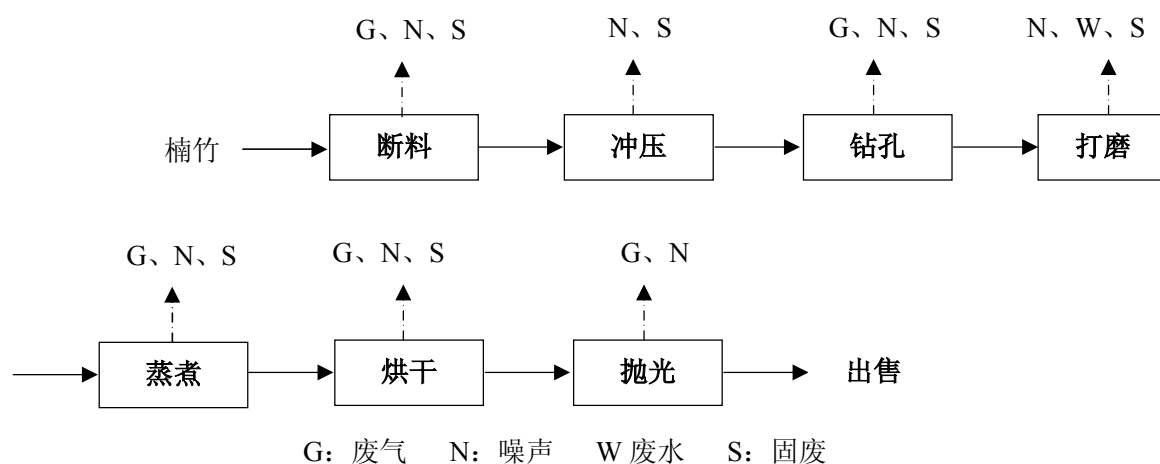 G、N、S N、S G、N、S N、W、S
楠竹 断料 冲压 钻孔 打磨
G、N、S G、N、S G、N
蒸煮 烘干 抛光 出售
G：废气 N：噪声 W 废水 S：固废